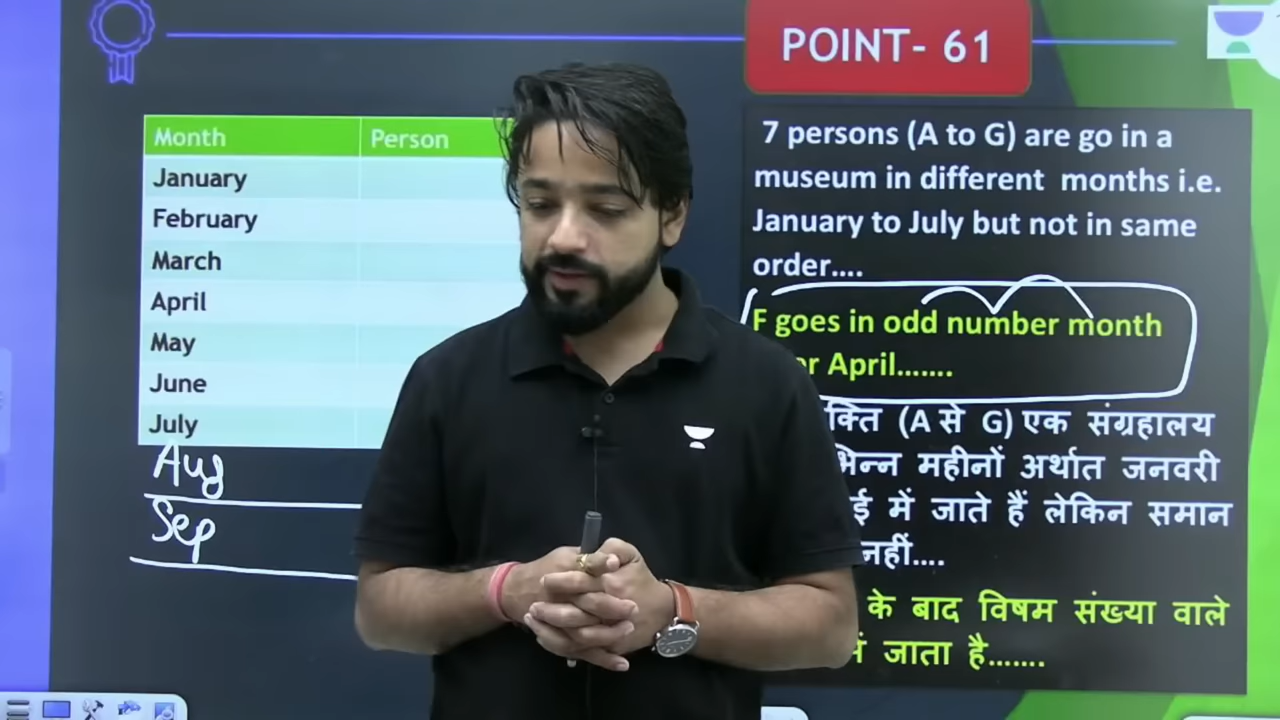 POINT- 61
Month Person
January
February
March
April
May
June
July
Aug
Sep
7 persons (A to G) are go in a
museum in different months i.e.
January to July but not in same
order....
F goes in odd number month
April.......
(A से G) एक संग्रहालय
महीनों अर्थात जनवरी
में जाते हैं लेकिन समान
नहीं....
के बाद विषम संख्या वाले
जाता है.......